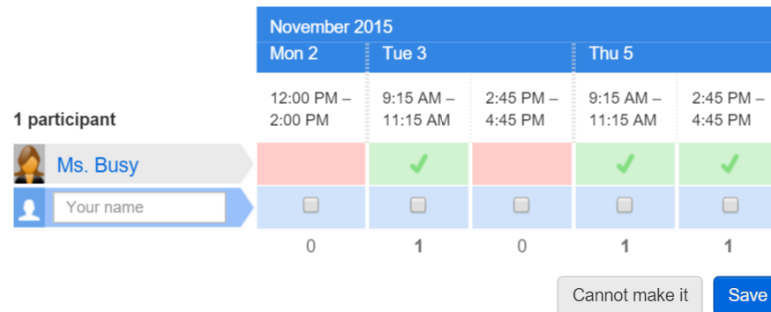 November 2015
Mon 2 Tue 3 Thu 5
12:00 PM – 9:15 AM – 2:45 PM – 9:15 AM – 2:45 PM –
1 participant 2:00 PM 11:15 AM 4:45 PM 11:15 AM 4:45 PM
Ms. Busy
Your name
0 1 0 1 1
Cannot make it Save